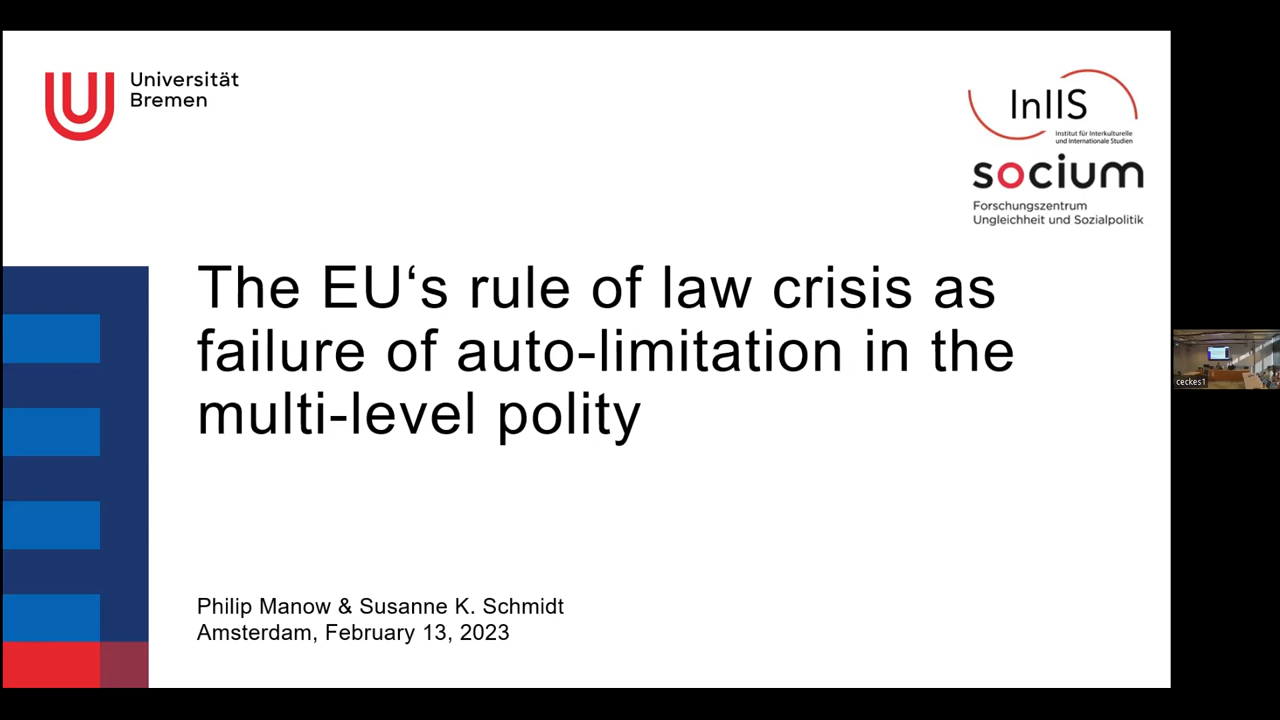 Universität
Bremen
InIIS
Institut für Interkulturelle
und Internationale Studien
socium
Forschungszentrum
Ungleichheit und Sozialpolitik
The EU‘s rule of law crisis as
failure of auto-limitation in the
multi-level polity
Philip Manow & Susanne K. Schmidt
Amsterdam, February 13, 2023
ceckes1